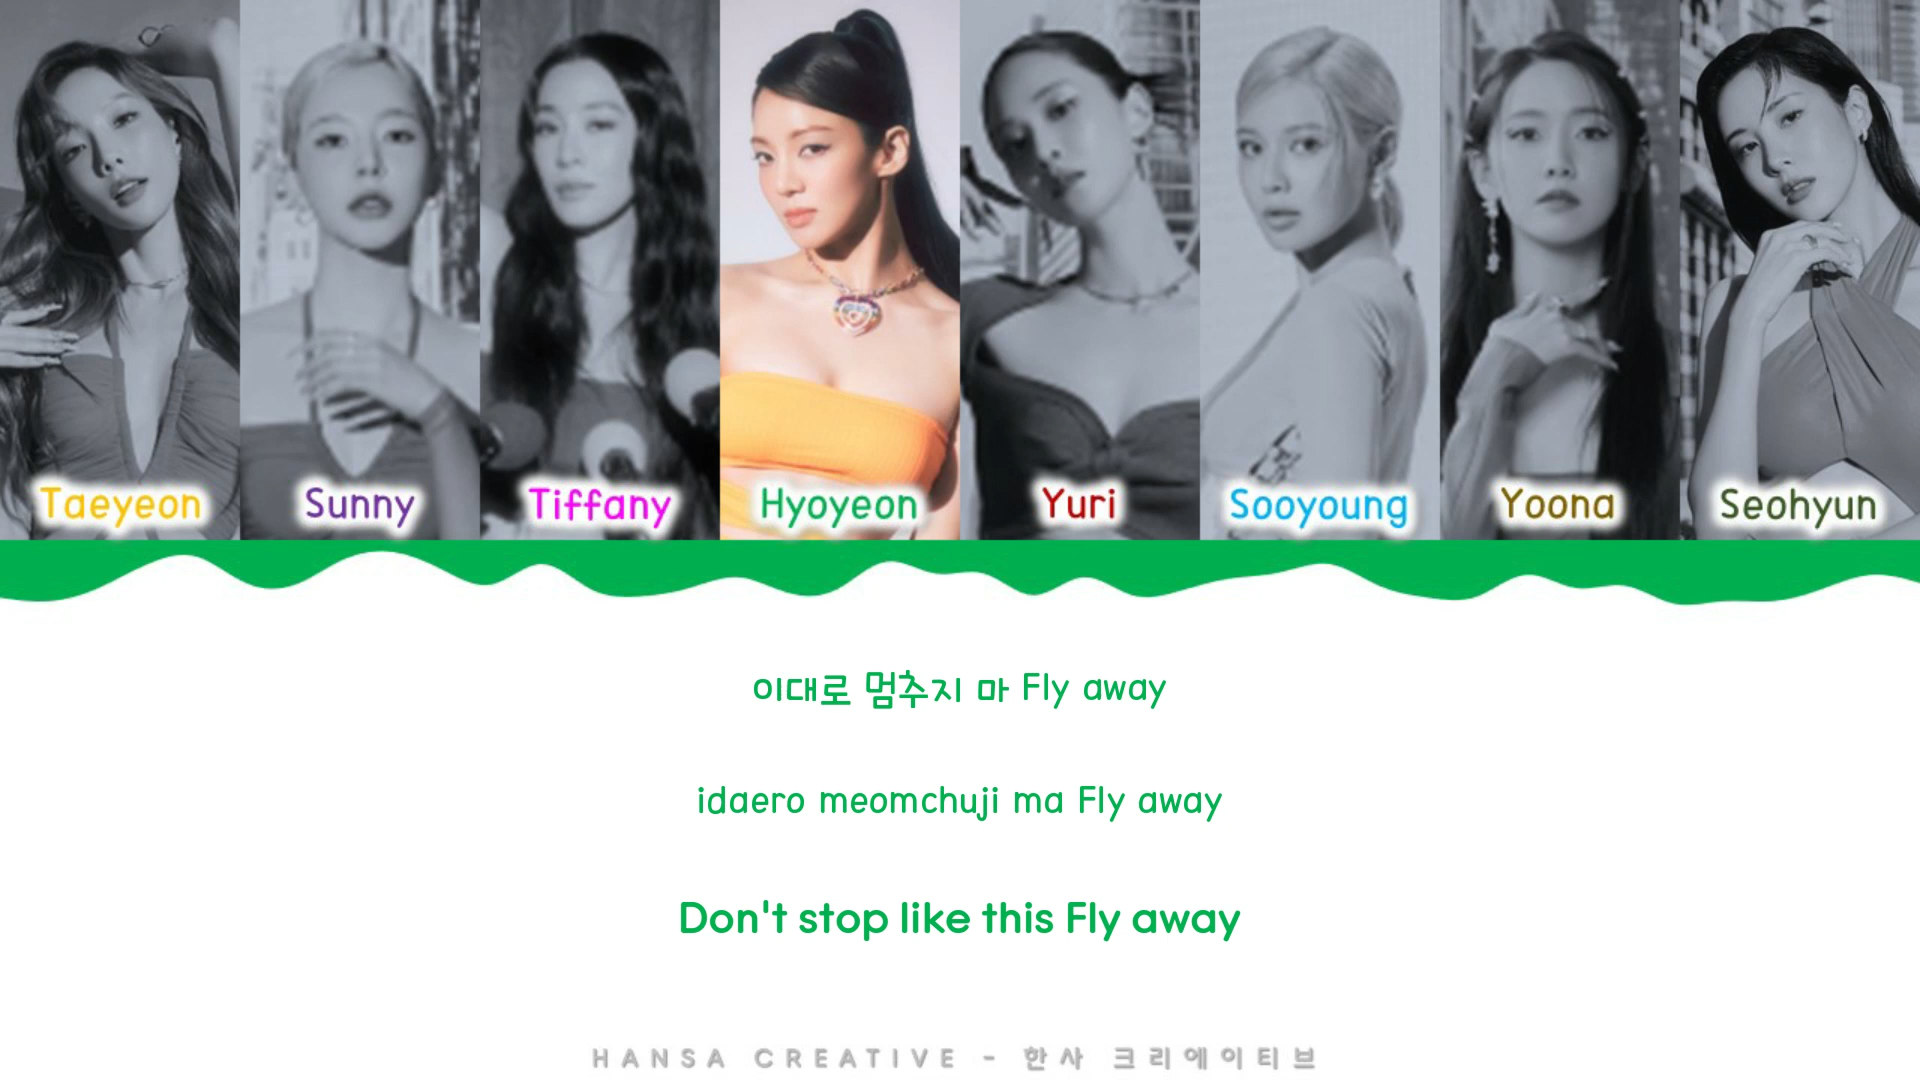 Taeyeon Sunny Tiffany Hyoyeon Yuri Sooyoung Yoona Seohyun
이대로 멈추지 마 Fly away
idaero meomchuji ma Fly away
Don't stop like this Fly away
HANSA CREATIVE - 한사 크리에이티브